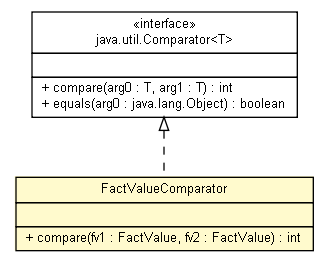 «interface»
java.util.Comparator<T>
+ compare(arg0 : T, arg1 : T) : int
+ equals(arg0 : java.lang.Object) : boolean
FactValueComparator
+ compare(fv1 : FactValue, fv2 : FactValue) : int